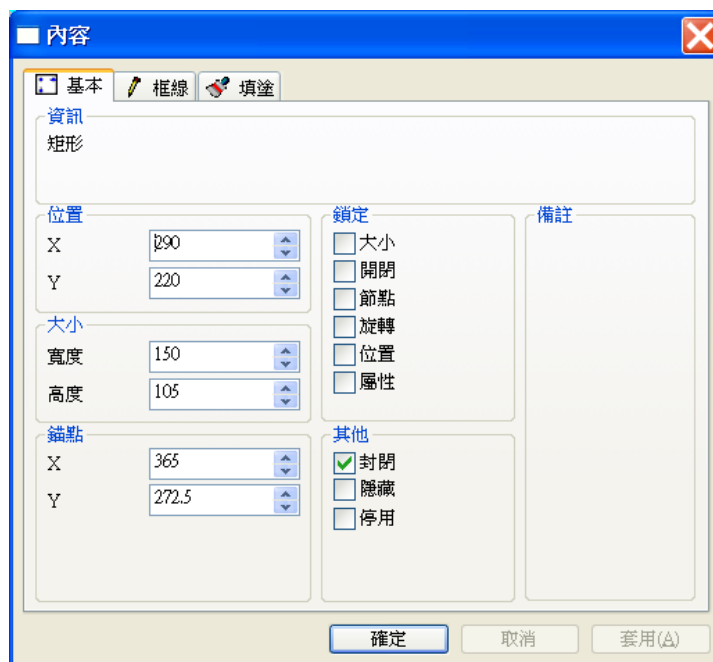 內容
基本 框線 填塗
資訊
矩形
位置
X 290
Y 220
大小
寬度 150
高度 105
錨點
X 365
Y 272.5
鎖定
大小
開閉
節點
旋轉
位置
屬性
其他
封閉
隱藏
停用
備註
確定 取消 套用(A)